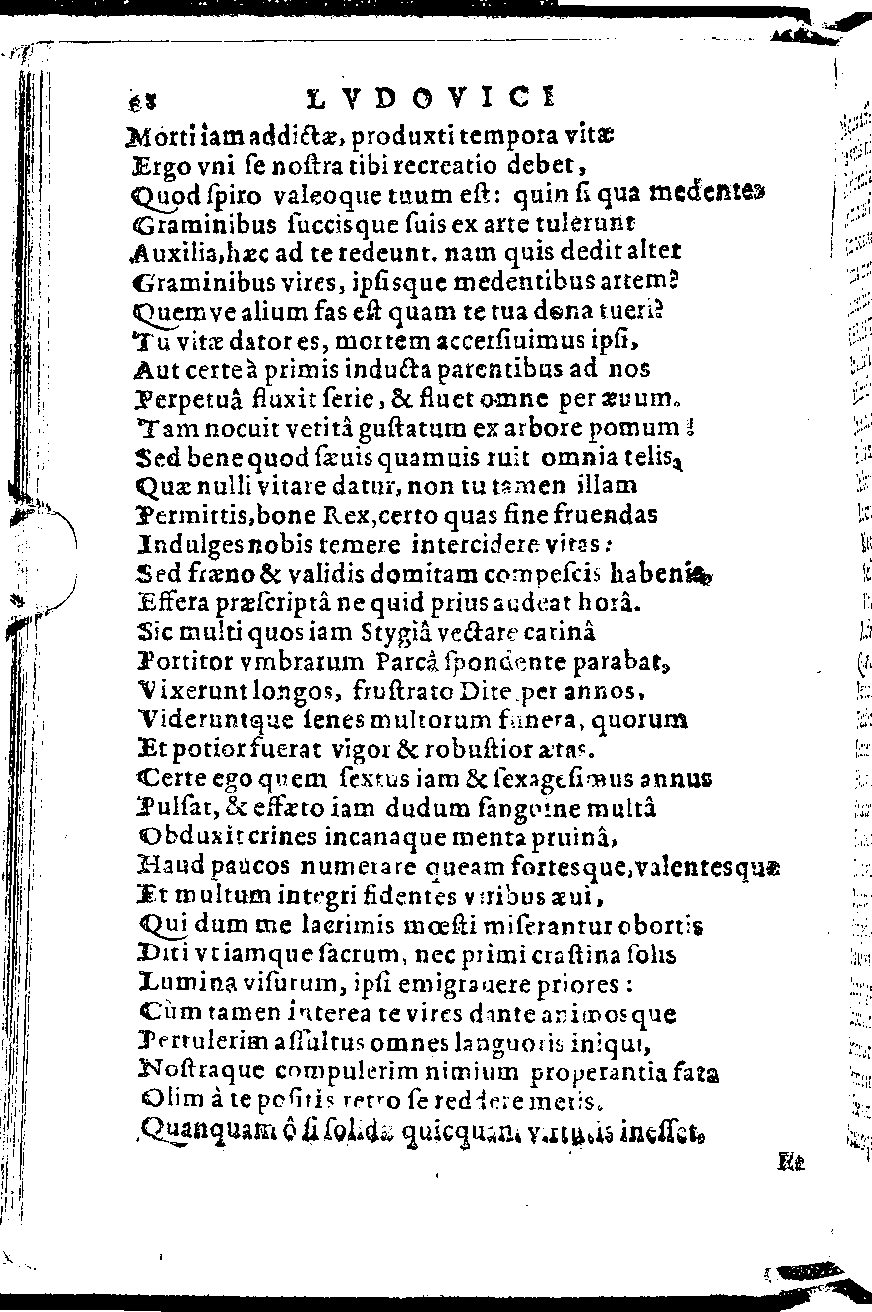 68 LVDOVICI
Morti iam addictæ, produxti tempora vitæ
Ergo vni ſe noſtra tibi recreatio debet,
Quod ſpiro valeoque tuum eſt: quin ſi qua medentes
Graminibus ſuccisque ſuis ex arte tulerunt
Auxilia, hæc ad te redeunt. nam quis dedit alter
Graminibus vires, ipſisque medentibus artem?
Quemve alium fas eſt quam te tua dona tueri?
Tu vitæ dator es, mortem accerſiuimus ipſi,
Aut certe à primis inducta parentibus ad nos
Perpetuâ fluxit ſerie, & fluet omne per æuum.
Tam nocuit vetitâ guſtatum ex arbore pomum!
Sed bene quod ſæuis quamuis ruit omnia telis,
Quæ nulli vitare datur, non tu tamen illam
Permittis, bone Rex, certo quas fine fruendas
Indulges nobis temere intercidere vitas:
Sed fræno & validis domitam compeſcis habenis,
Effera præſcriptâ ne quid prius audeat horâ.
Sic multi quos iam Stygiâ vectare carinâ
Portitor vmbrarum Parcâ ſpondente parabat,
Vixerunt longos, fruſtrato Dite, per annos,
Videruntque ſenes multorum funera, quorum
Et potior fuerat vigor & robuſtior ætas.
Certe ego quem ſextus iam & ſexageſimus annus
Pulſat, & effæto iam dudum ſanguine multâ
Obduxit crines incanaque menta pruinâ,
Haud paucos numerare queam fortesque, valentesque
Et multum integri fidentes viribus æui,
Qui dum me lacrimis mœſti miſerantur obortis
Diti vt iamque ſacrum, nec primi craſtina ſolis
Lumina viſurum, ipſi emigrauere priores:
Cùm tamen interea te vires dante animosque
Pertulerim aſſultus omnes languoris iniqui,
Noſtraque compulerim nimium properantia fata
Olim à te poſitis retro ſe reddere metis.
Quanquam ô ſi ſolidæ quicquam virtutis ineſſet,
Et